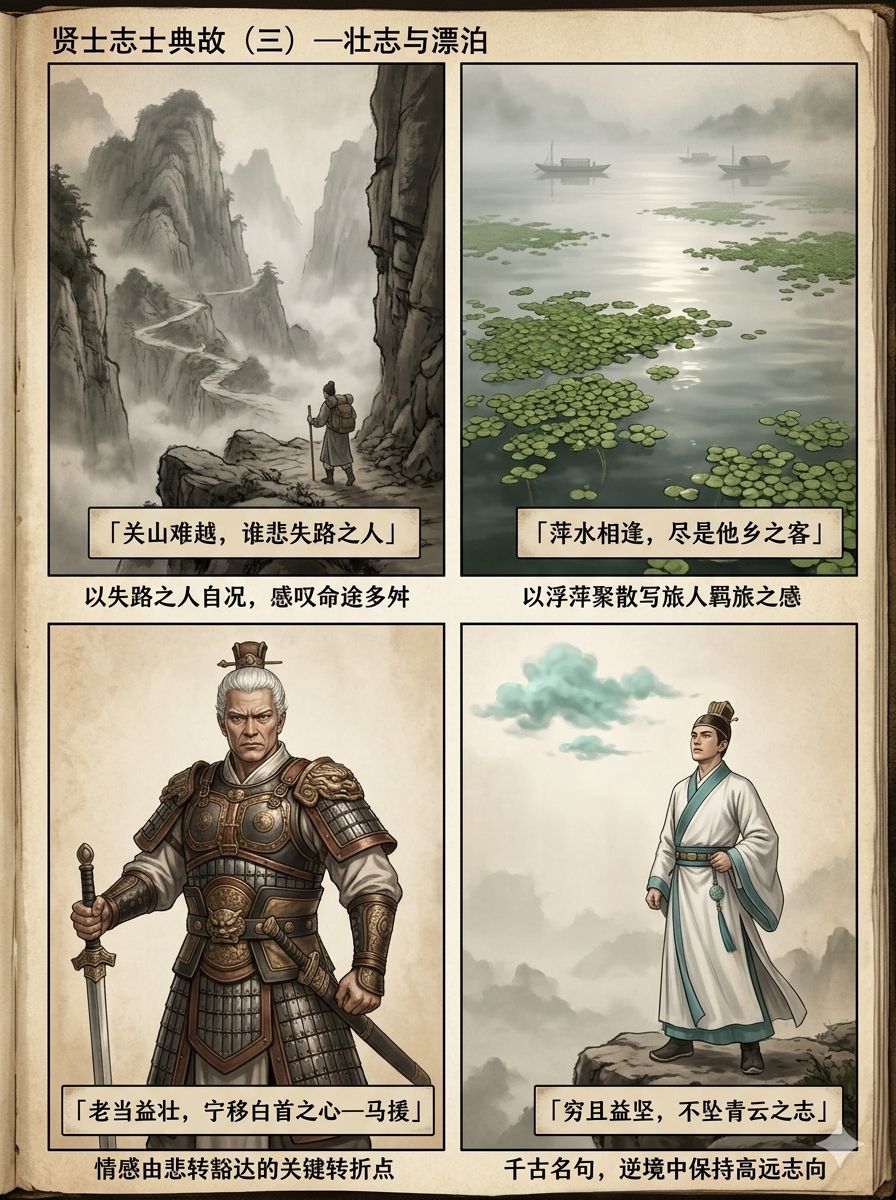 贤士志士典故（三）—壮志与漂泊
「关山难越，谁悲失路之人」
以失路之人自况，感叹命途多舛
「萍水相逢，尽是他乡之客」
以浮萍聚散写旅人羁旅之感
「老当益壮，宁移白首之心—马援」
情感由悲转豁达的关键转折点
「穷且益坚，不坠青云之志」
千古名句，逆境中保持高远志向